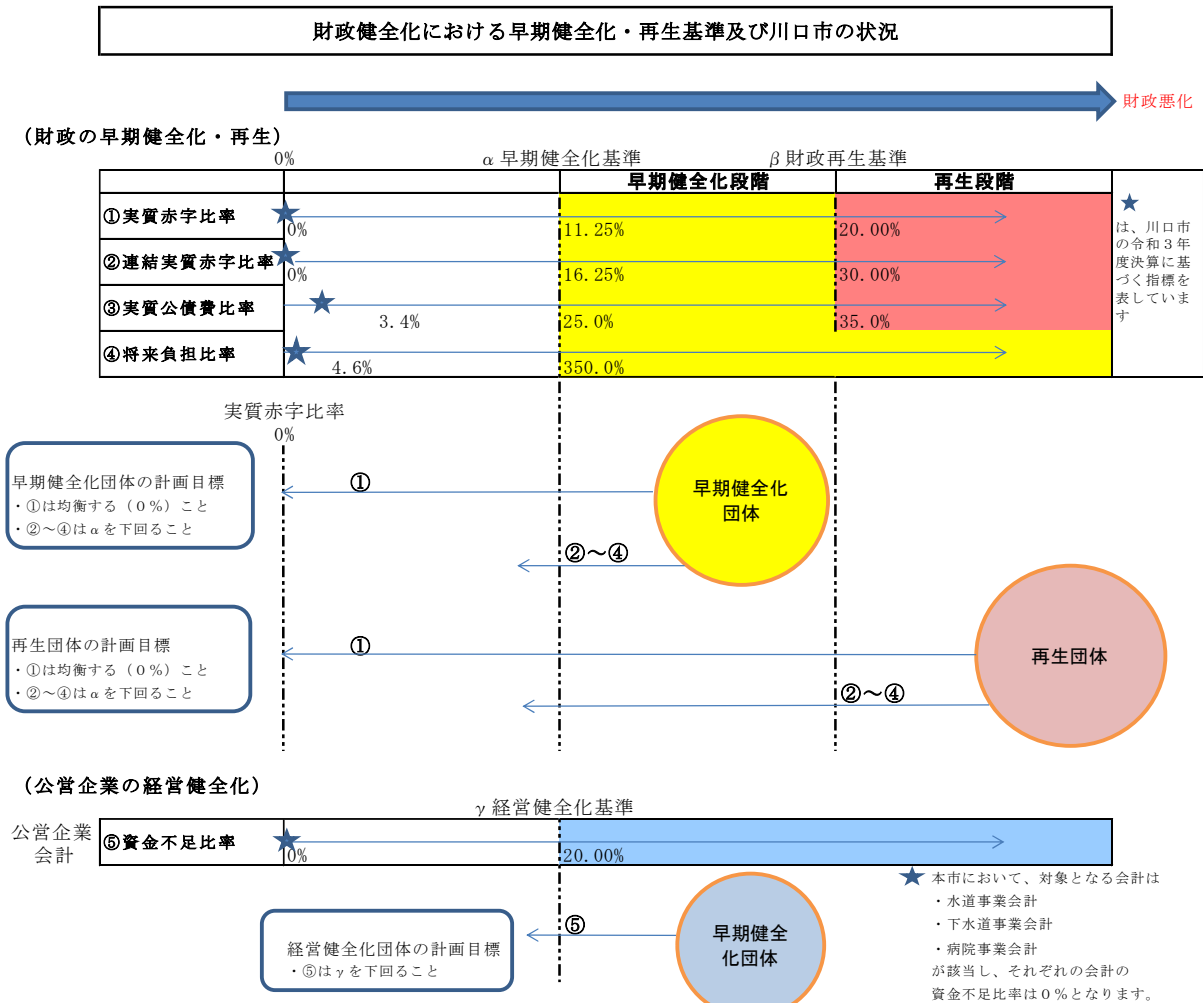 財政健全化における早期健全化・再生基準及び川口市の状況
財政悪化
(財政の早期健全化・再生)
0%
α早期健全化基準
β財政再生基準
早期健全化段階
再生段階
①実質赤字比率
0%
11.25%
20.00%
②連結実質赤字比率
0%
16.25%
30.00%
③実質公債費比率
3.4%
25.0%
35.0%
④将来負担比率
4.6%
350.0%
★
は、川口市
の令和3年
度決算に基
づく指標を
表していま
す
実質赤字比率
0%
早期健全化団体の計画目標
・①は均衡する(0%)こと
・②～④はαを下回ること
①
②～④
早期健全化
団体
再生団体の計画目標
・①は均衡する(0%)こと
・②～④はαを下回ること
①
②～④
再生団体
(公営企業の経営健全化)
γ経営健全化基準
公営企業
会計
⑤資金不足比率
0%
20.00%
経営健全化団体の計画目標
・⑤はγを下回ること
⑤
早期健全
化団体
★ 本市において、対象となる会計は
・水道事業会計
・下水道事業会計
・病院事業会計
が該当し、それぞれの会計の
資金不足比率は0%となります。